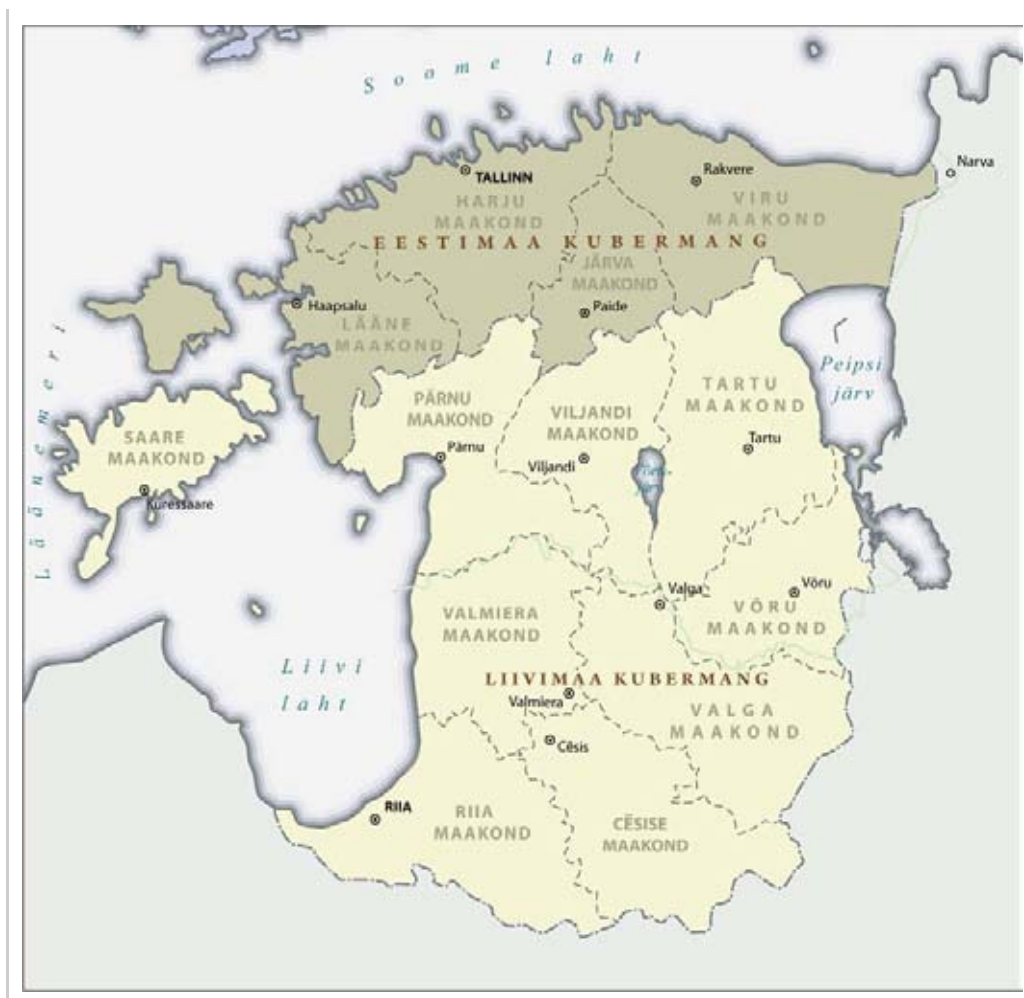 Soome laht
Narva
Rakvere
TALLINN
HARJU
MAAKOND
VIRU
MAAKOND
EESTIMAA KUBERMANG
JÄRVA
MAAKOND
Haapsalu
Paide
LÄÄNE
MAAKOND
Läänemeri
Peipsi
järv
TARTU
MAAKOND
PÄRNU
MAAKOND
VILJANDI
MAAKOND
SAARE
MAAKOND
Pärnu
Tartu
Viljandi
Kuressaare
Valga
Võru
VÕRU
MAAKOND
VALMIERA
MAAKOND
Liivi
laht
LIIVIMAA KUBERMANG
Valmiera
VALGA
MAAKOND
Cēsis
RIIA
RIIA
MAAKOND
CĒSISE
MAAKOND